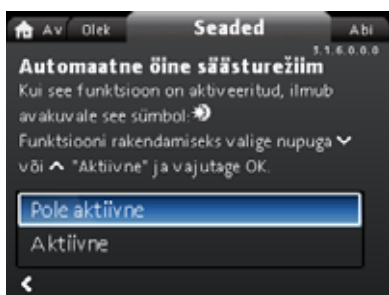 Av Olek Seaded Abi
3.1.6.0.0.0
Automaatne öine säästurežiim
Kui see funktsioon on aktiveeritud, ilmub
avakuvale see sümbol:
Funktsiooni rakendamiseks valige nupuga
või "Aktiivne" ja vajutage OK.
Pole aktiivne
Aktiivne